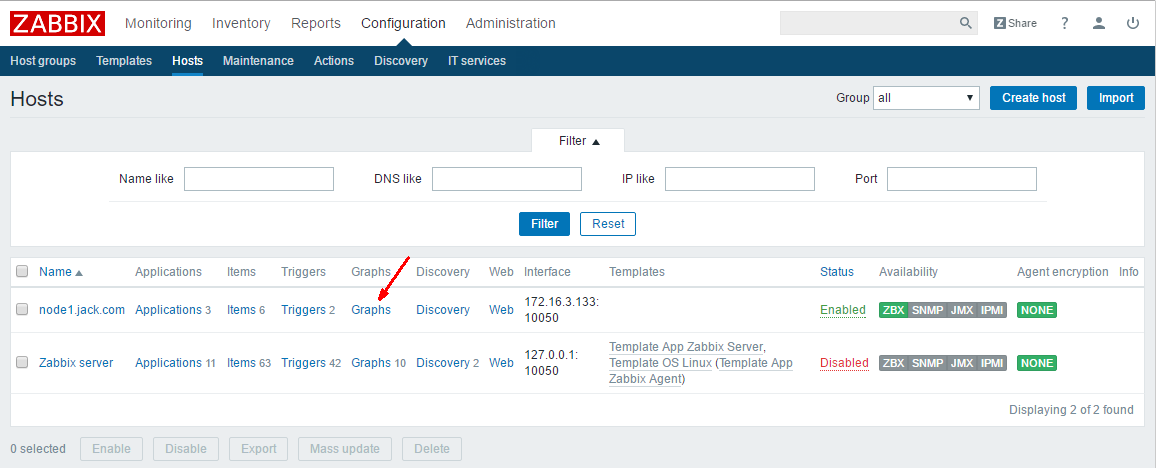 ZABBIX Monitoring Inventory Reports Configuration Administration Z Share ?
Host groups Templates Hosts Maintenance Actions Discovery IT services
Hosts Group all Create host Import
Filter
Name like DNS like IP like Port
Filter Reset
Name Applications Items Triggers Graphs Discovery Web Interface Templates Status Availability Agent encryption Info
node1.jack.com Applications 3 Items 6 Triggers 2 Graphs Discovery Web 172.16.3.133: Enabled ZBX SNMP JMX IPMI NONE
10050
Zabbix server Applications 11 Items 63 Triggers 42 Graphs 10 Discovery 2 Web 127.0.0.1: Template App Zabbix Server, Disabled ZBX SNMP JMX IPMI NONE
10050 Template OS Linux (Template App
Zabbix Agent)
Displaying 2 of 2 found
0 selected Enable Disable Export Mass update Delete